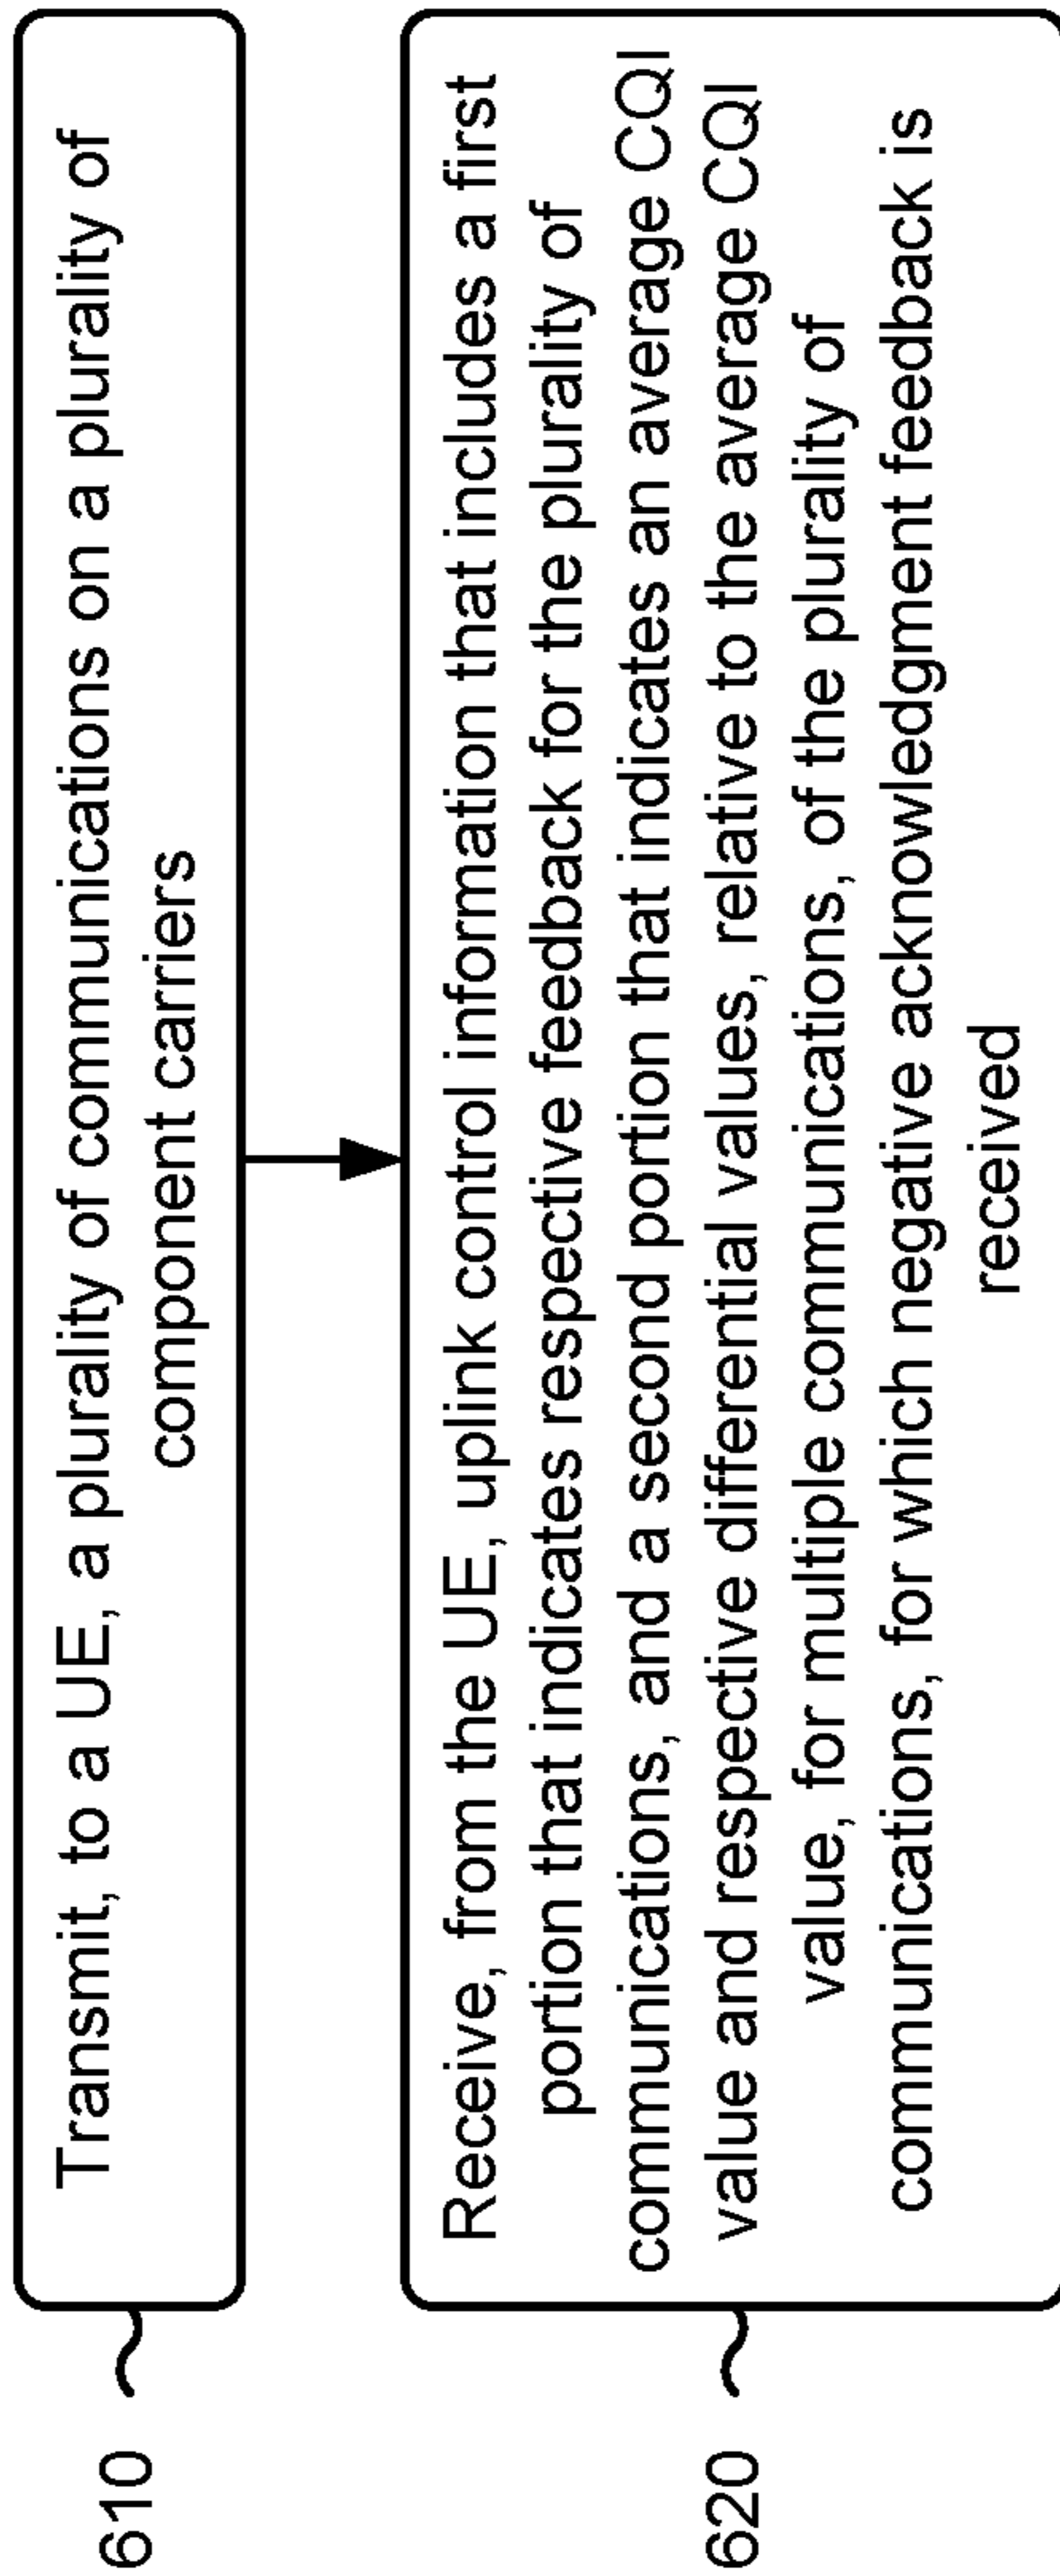 610
Transmit, to a UE, a plurality of communications on a plurality of
component carriers
620
Receive, from the UE, uplink control information that includes a first
portion that indicates respective feedback for the plurality of
communications, and a second portion that indicates an average CQI
value and respective differential values, relative to the average CQI
value, for multiple communications, of the plurality of
communications, for which negative acknowledgment feedback is
received